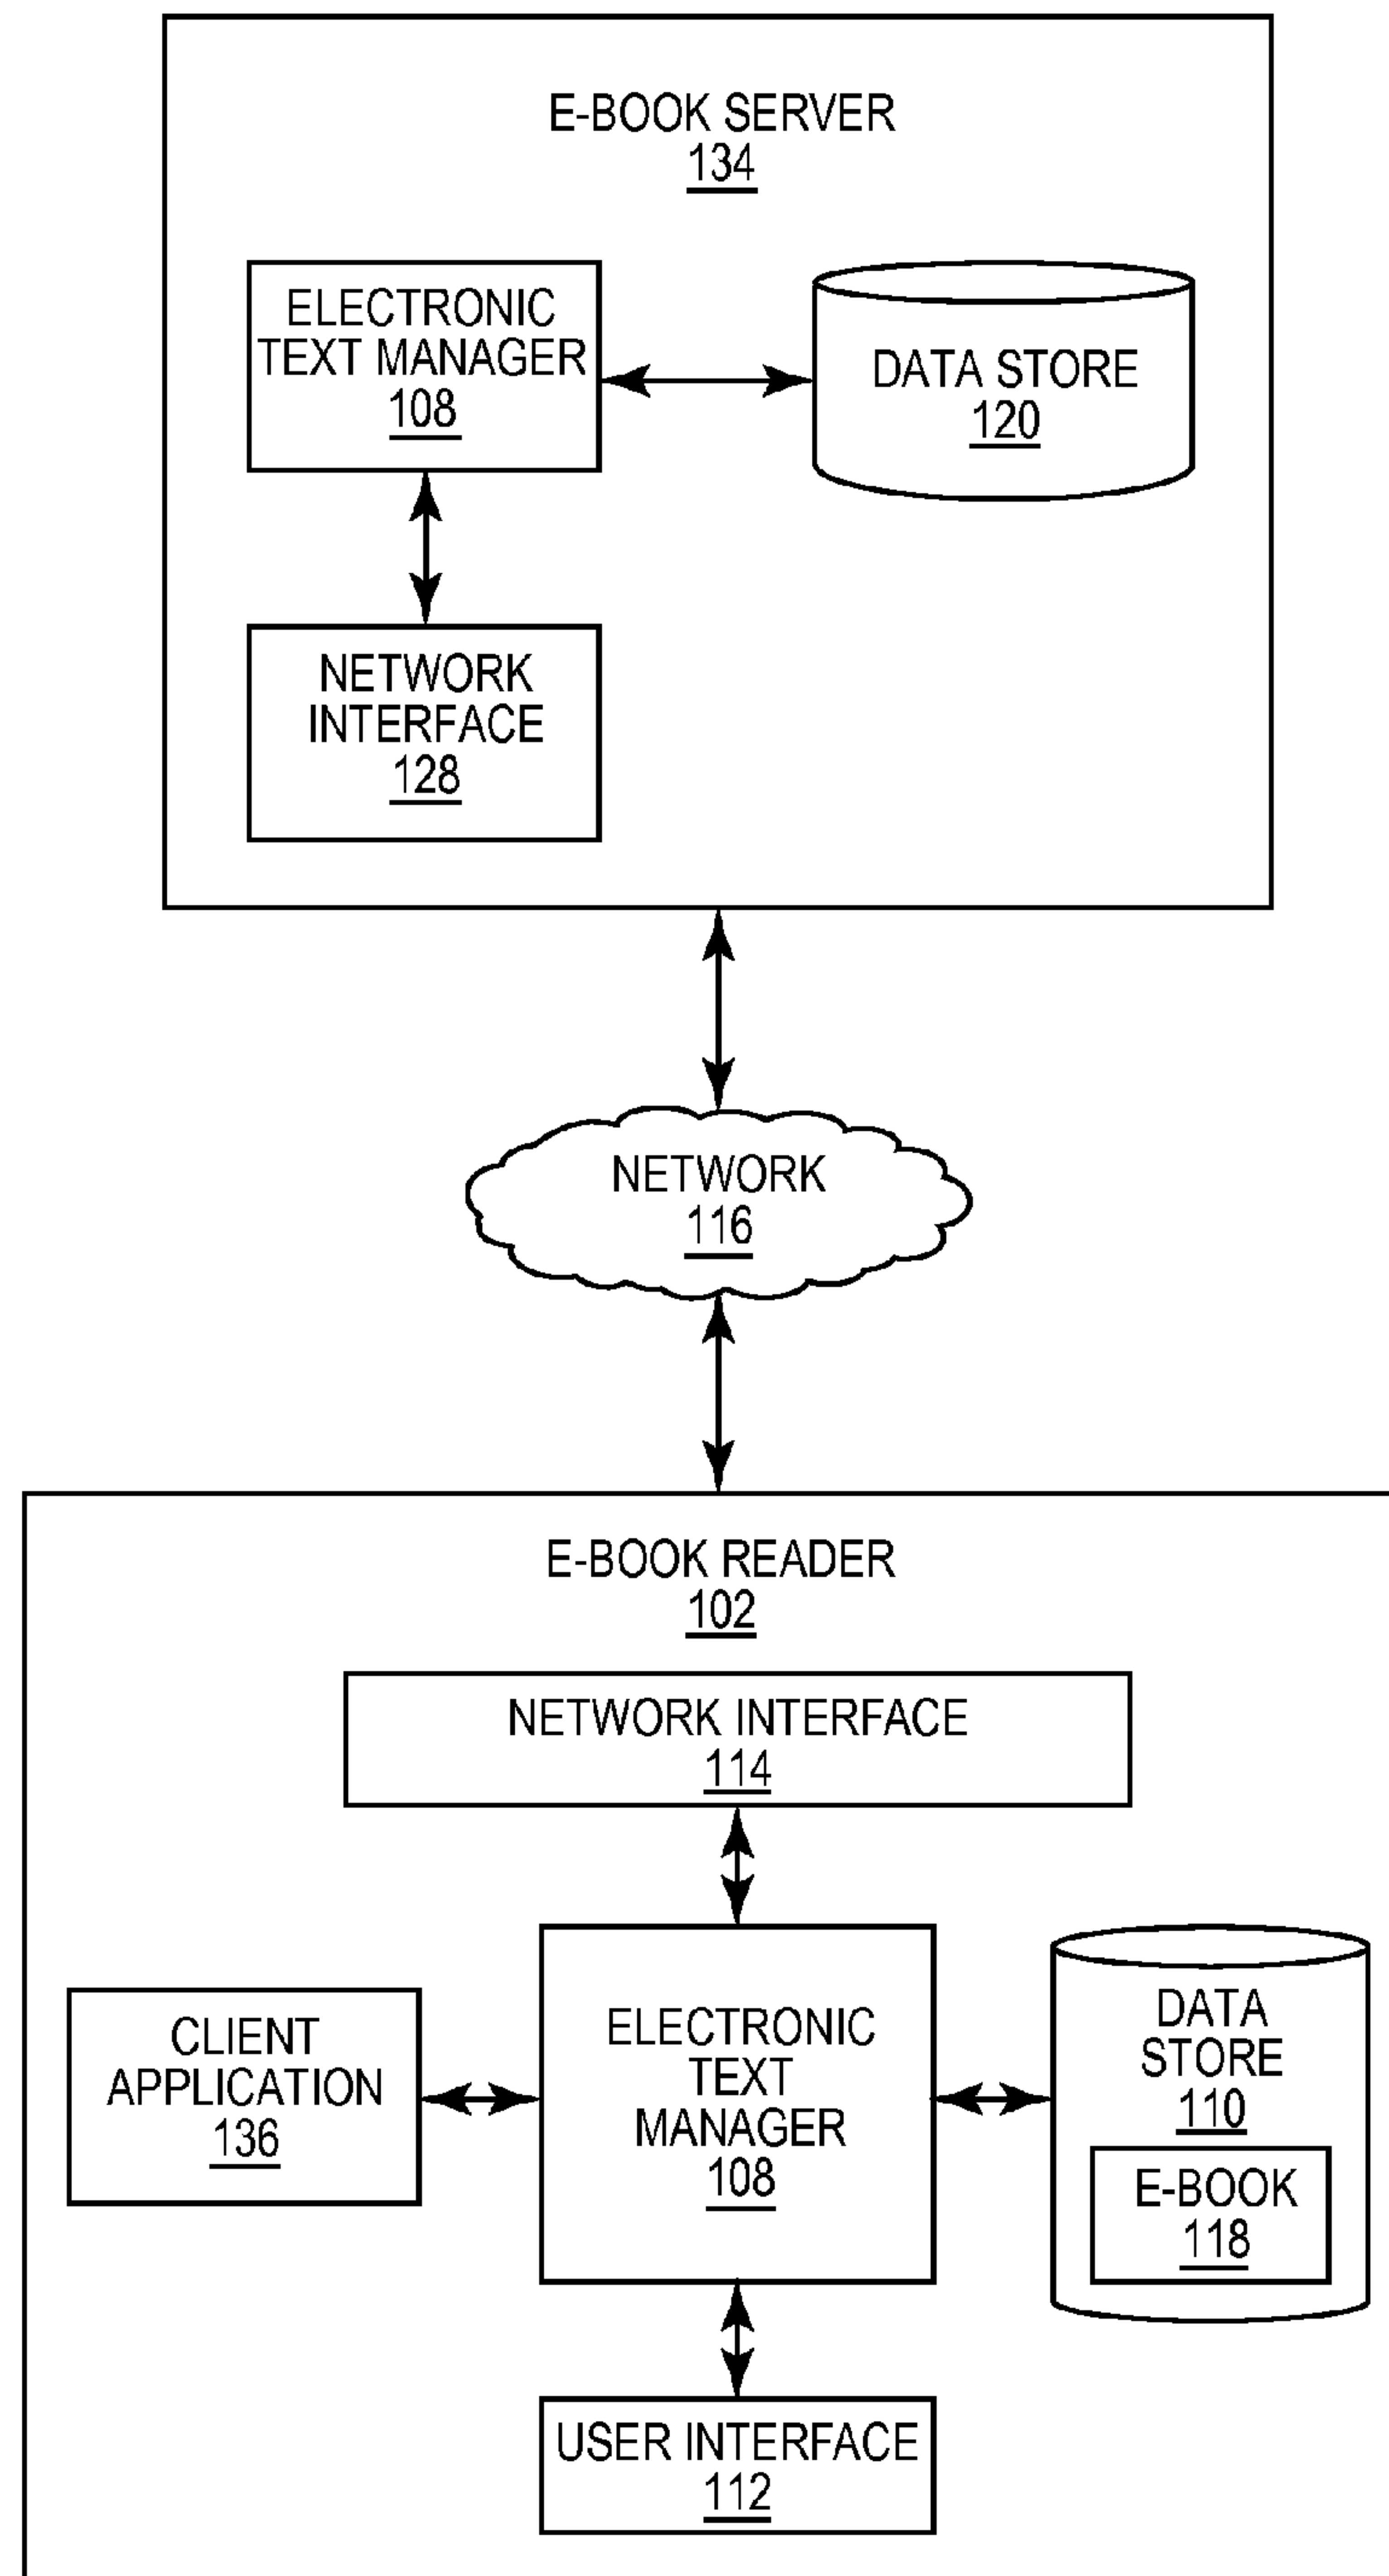 E-BOOK SERVER
134
ELECTRONIC
TEXT MANAGER
108
DATA STORE
120
NETWORK
INTERFACE
128
NETWORK
116
E-BOOK READER
102
NETWORK INTERFACE
114
CLIENT
APPLICATION
136
ELECTRONIC
TEXT
MANAGER
108
DATA
STORE
110
E-BOOK
118
USER INTERFACE
112